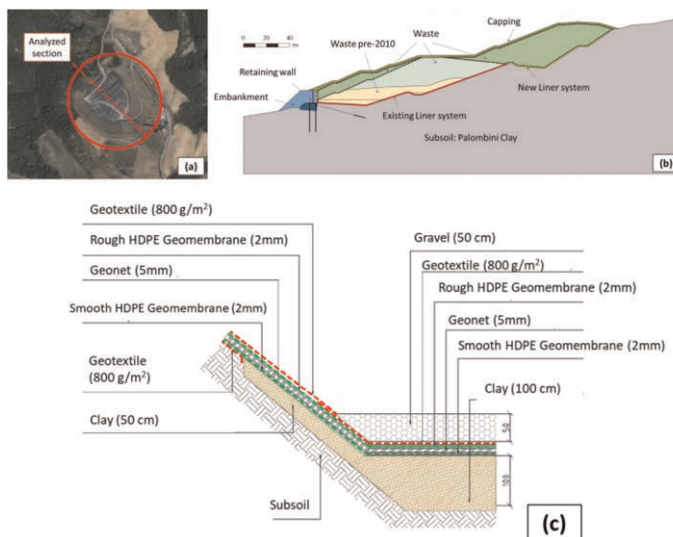 Analyzed
section
(a)
0 20 40
m
Capping
Waste
Waste pre-2010
Retaining wall
Embankment
New Liner system
Existing Liner system
Subsoil: Palombini Clay
(b)
Geotextile (800 g/m²)
Rough HDPE Geomembrane (2mm)
Geonet (5mm)
Smooth HDPE Geomembrane (2mm)
Geotextile
(800 g/m²)
Clay (50 cm)
Subsoil
Gravel (50 cm)
Geotextile (800 g/m²)
Rough HDPE Geomembrane (2mm)
Geonet (5mm)
Smooth HDPE Geomembrane (2mm)
Clay (100 cm)
50
100
(c)